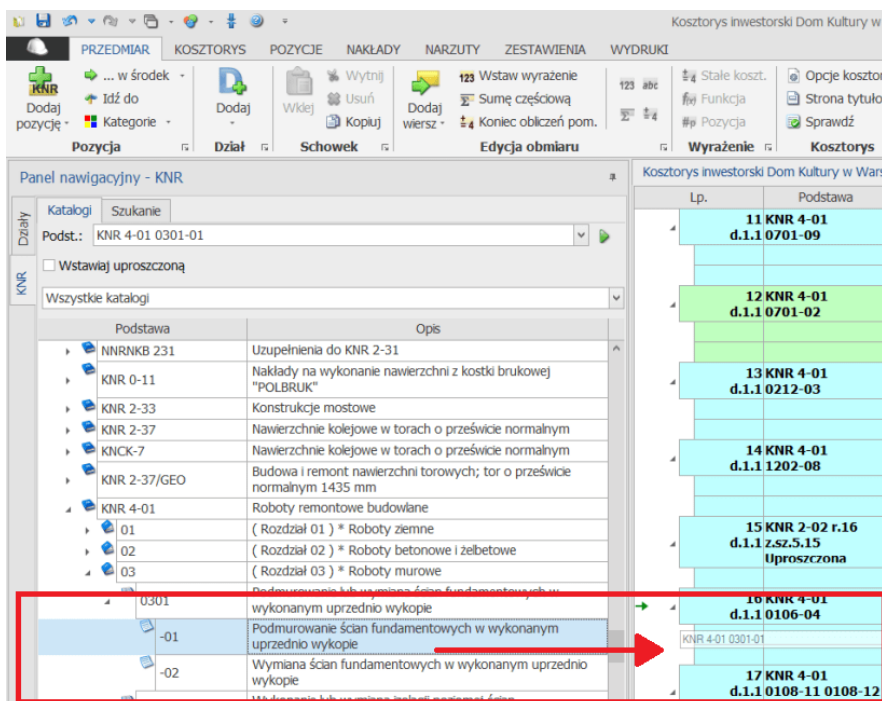 Kosztorys inwestorski Dom Kultury w
PRZEDMIAR KOSZTORYS POZYCJE NAKŁADY NARZUTY ZESTAWIENIA WYDRUKI
KNR
Dodaj
pozycję
... w środek
Idź do
Kategorie
Pozycja
Dodaj
Dział
Wklej
Wytnij
Usuń
Kopiuj
Schowek
Dodaj
wiersz
123 Wstaw wyrażenie
Sumę częściową
Koniec obliczeń pom.
Edycja obmiaru
123 abc
Stałe koszt.
f(x) Funkcja
#p Pozycja
Wyrażenie
Opcje kosztor
Strona tytuło
Sprawdź
Kosztorys
Panel nawigacyjny - KNR
Działy
KNR
Katalogi Szukanie
Podst.: KNR 4-01 0301-01
Wstawiaj uproszczoną
Wszystkie katalogi
Podstawa Opis
NNRNKB 231 Uzupełnienia do KNR 2-31
KNR 0-11 Nakłady na wykonanie nawierzchni z kostki brukowej
"POLBRUK"
KNR 2-33 Konstrukcje mostowe
KNR 2-37 Nawierzchnie kolejowe w torach o prześwicie normalnym
KNCK-7 Nawierzchnie kolejowe w torach o prześwicie normalnym
KNR 2-37/GEO Budowa i remont nawierzchni torowych; tor o prześwicie
normalnym 1435 mm
KNR 4-01 Roboty remontowe budowlane
01 ( Rozdział 01 ) * Roboty ziemne
02 ( Rozdział 02 ) * Roboty betonowe i żelbetowe
03 ( Rozdział 03 ) * Roboty murowe
0301 Podmurowanie lub wymiana ścian fundamentowych w
wykonanym uprzednio wykopie
-01 Podmurowanie ścian fundamentowych w wykonanym
uprzednio wykopie
-02 Wymiana ścian fundamentowych w wykonanym uprzednio
wykopie
Kosztorys inwestorski Dom Kultury w Wars
Lp. Podstawa
11 KNR 4-01
d.1.1 0701-09
12 KNR 4-01
d.1.1 0701-02
13 KNR 4-01
d.1.1 0212-03
14 KNR 4-01
d.1.1 1202-08
15 KNR 2-02 r.16
d.1.1 z.sz.5.15
Uproszczona
16 KNR 4-01
d.1.1 0106-04
KNR 4-01 0301-01
17 KNR 4-01
d.1.1 0108-11 0108-12